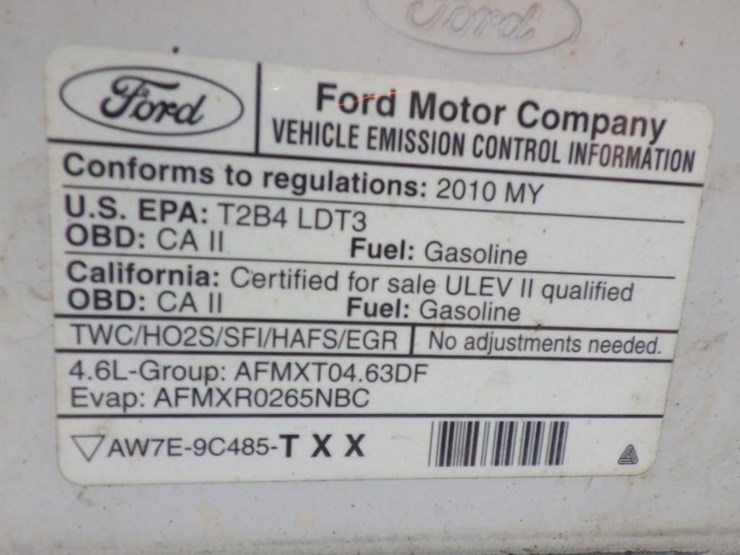 Ford
Ford
Ford Motor Company
VEHICLE EMISSION CONTROL INFORMATION
Conforms to regulations: 2010 MY
U.S. EPA: T2B4 LDT3
OBD: CA II Fuel: Gasoline
California: Certified for sale ULEV II qualified
OBD: CA II Fuel: Gasoline
TWC/HO2S/SFI/HAFS/EGR No adjustments needed.
4.6L-Group: AFMXT04.63DF
Evap: AFMXR0265NBC
AW7E-9C485-T X X